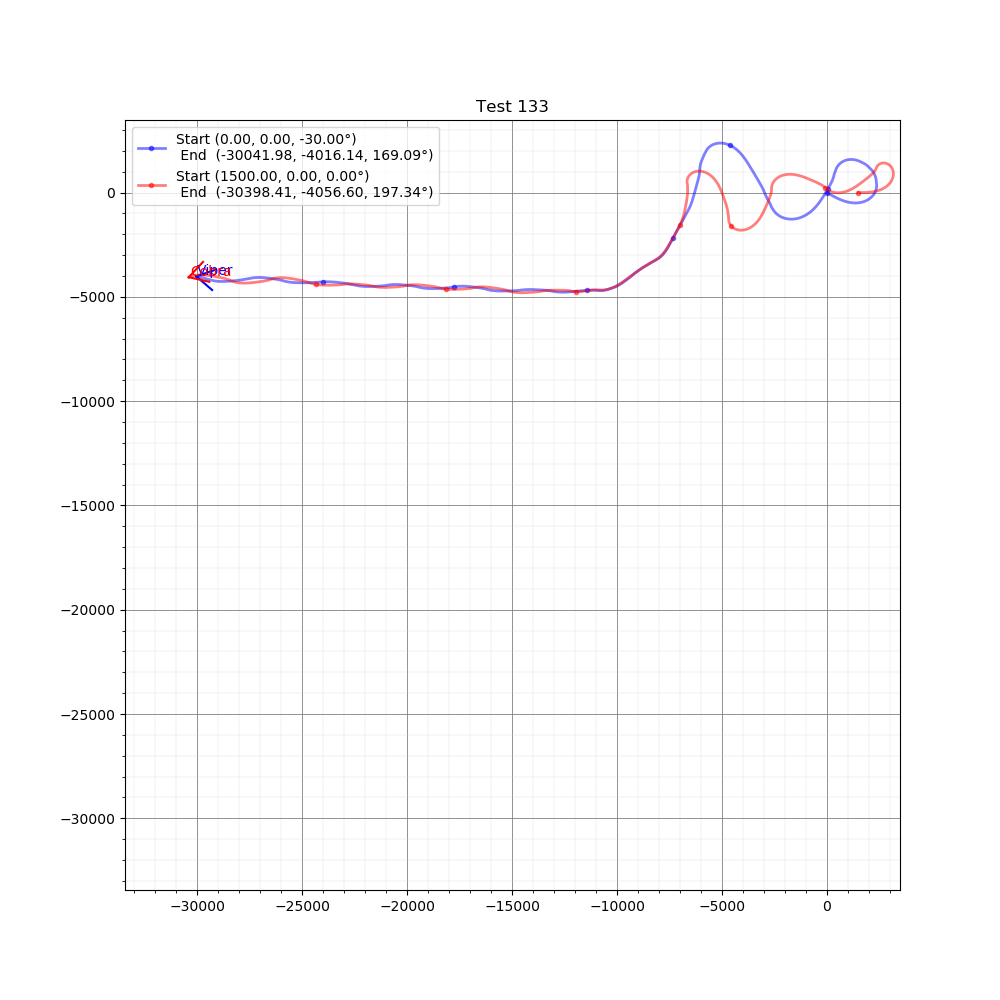 Test 133
Start (0.00, 0.00, -30.00°)
End (-30041.98, -4016.14, 169.09°)
Start (1500.00, 0.00, 0.00°)
End (-30398.41, -4056.60, 197.34°)
Viper
0
−5000
−10000
−15000
−20000
−25000
−30000
−30000 −25000 −20000 −15000 −10000 −5000 0